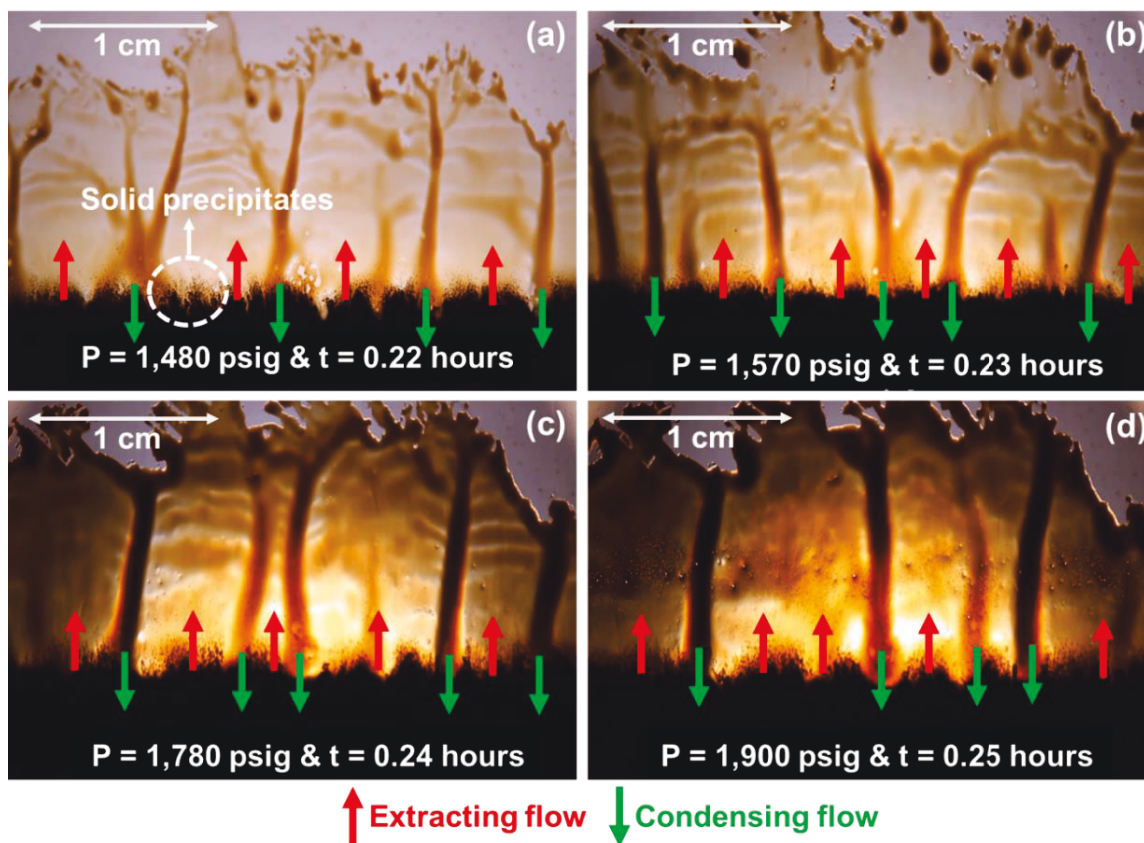 1 cm
(a)
Solid precipitates
P = 1,480 psig & t = 0.22 hours
1 cm
(b)
P = 1,570 psig & t = 0.23 hours
1 cm
(c)
P = 1,780 psig & t = 0.24 hours
1 cm
(d)
P = 1,900 psig & t = 0.25 hours
Extracting flow
Condensing flow